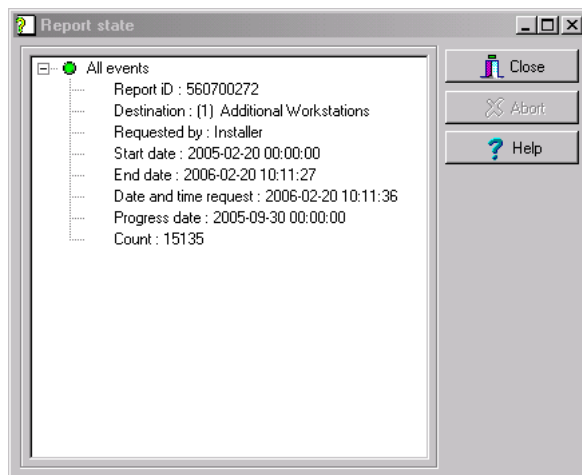 Report state
All events
Report iD : 560700272
Destination : (1) Additional Workstations
Requested by : Installer
Start date : 2005-02-20 00:00:00
End date : 2006-02-20 10:11:27
Date and time request : 2006-02-20 10:11:36
Progress date : 2005-09-30 00:00:00
Count : 15135
Close
Abort
Help